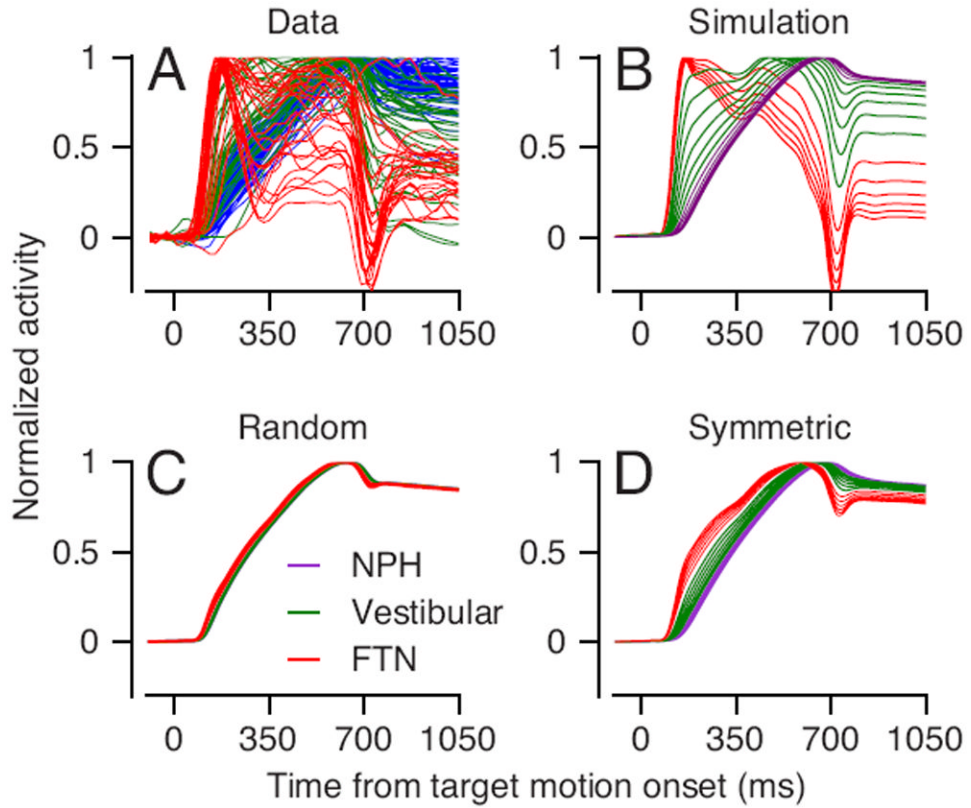 Data
Simulation
A
B
1
0.5
0
1
0.5
0
0 350 700 1050
0 350 700 1050
Normalized activity
Random
Symmetric
C
D
1
0.5
0
1
0.5
0
NPH
Vestibular
FTN
0 350 700 1050
0 350 700 1050
Time from target motion onset (ms)